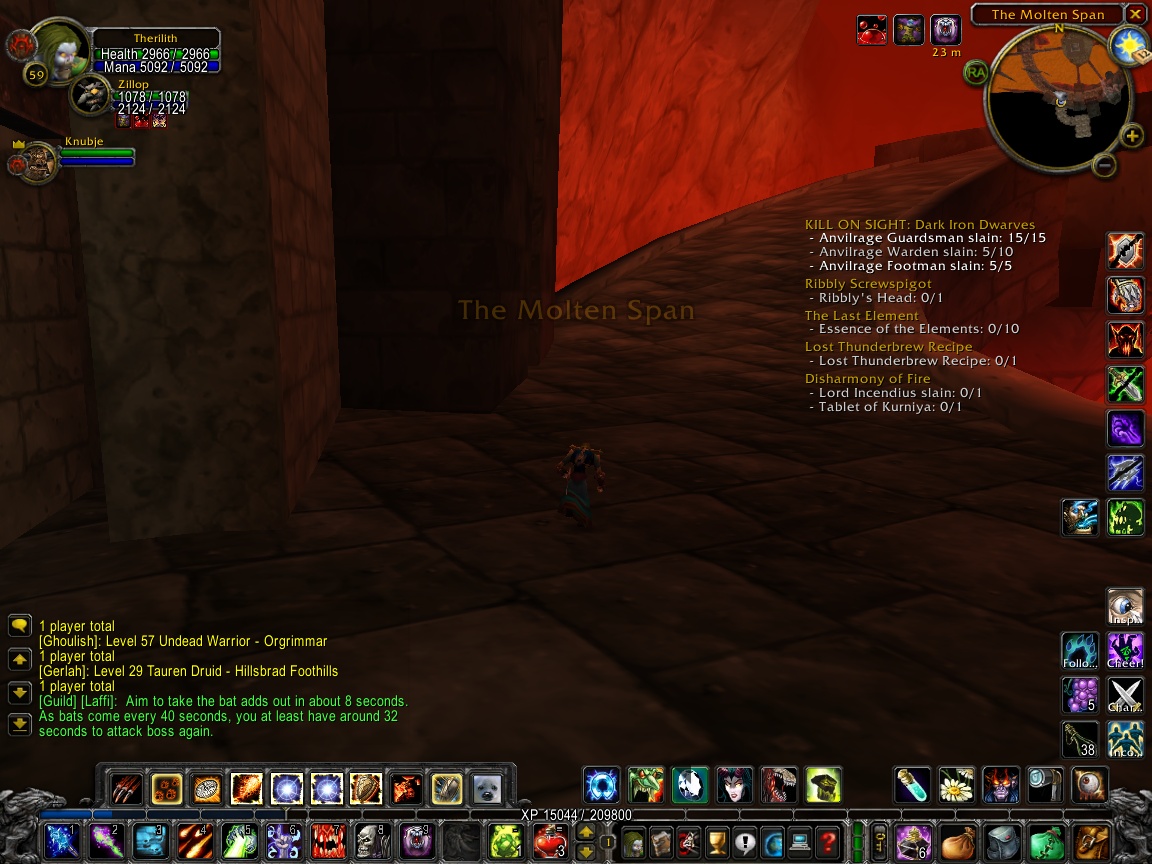 The Molten Span
N
Therilith
Health 2966 / 2966
Mana 5092 / 5092
59
Zillop
1078 / 1078
2124 / 2124
Knubje
23 m
RA
KILL ON SIGHT: Dark Iron Dwarves
- Anvilrage Guardsman slain: 15/15
- Anvilrage Warden slain: 5/10
- Anvilrage Footman slain: 5/5
Ribbly Screwspigot
- Ribbly's Head: 0/1
The Last Element
- Essence of the Elements: 0/10
Lost Thunderbrew Recipe
- Lost Thunderbrew Recipe: 0/1
Disharmony of Fire
- Lord Incendius slain: 0/1
- Tablet of Kurniya: 0/1
The Molten Span
1 player total
[Ghoulish]: Level 57 Undead Warrior - Orgrimmar
1 player total
[Gerlah]: Level 29 Tauren Druid - Hillsbrad Foothills
1 player total
[Guild] [Laffi]: Aim to take the bat adds out in about 8 seconds.
As bats come every 40 seconds, you at least have around 32
seconds to attack boss again.
Follo...
Cheer!
5
38
XP 15044 / 209800
1
2
3
4
5
6
7
8
9
3
1
16